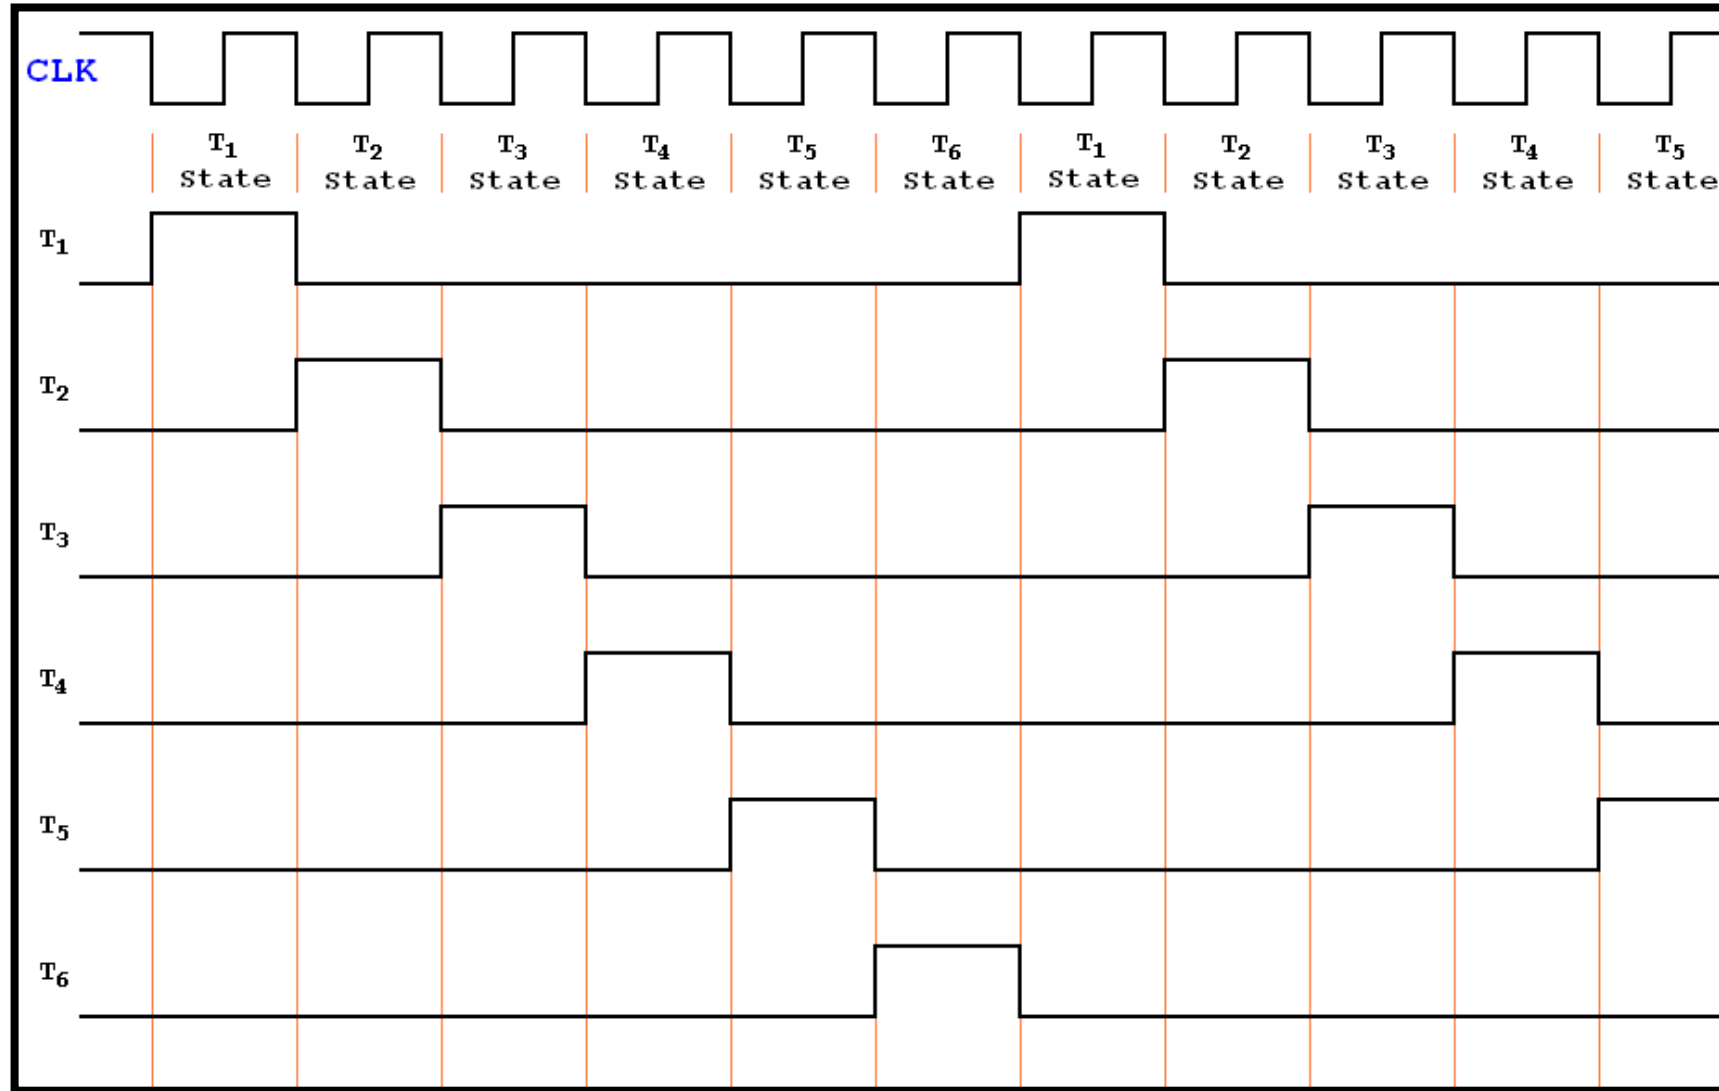 CLK
T₁ T₂ T₃ T₄ T₅ T₆ T₁ T₂ T₃ T₄ T₅
State State State State State State State State State State State
T₁
T₂
T₃
T₄
T₅
T₆